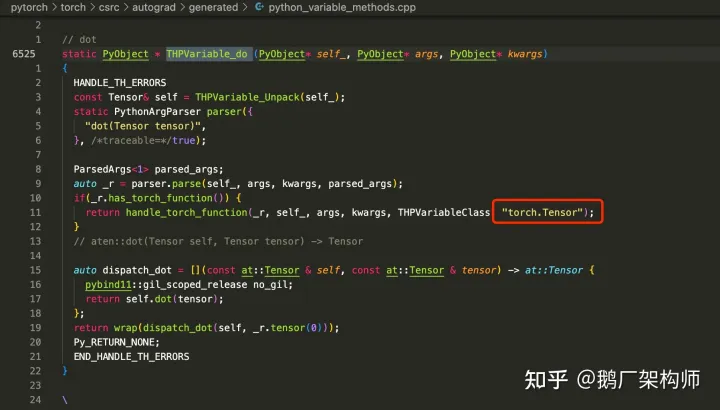 pytorch > torch > csrc > autograd > generated > python_variable_methods.cpp
2
1 // dot
6525 static PyObject * THPVariable_do (PyObject* self_, PyObject* args, PyObject* kwargs)
1 {
2 HANDLE_TH_ERRORS
3 const Tensor& self = THPVariable_Unpack(self_);
4 static PythonArgParser parser({
5 "dot(Tensor tensor)",
6 }, /*traceable=*/true);
7
8 ParsedArgs<1> parsed_args;
9 auto _r = parser.parse(self_, args, kwargs, parsed_args);
10 if(_r.has_torch_function()) {
11 return handle_torch_function(_r, self_, args, kwargs, THPVariableClass "torch.Tensor");
12 }
13 // aten::dot(Tensor self, Tensor tensor) -> Tensor
14
15 auto dispatch_dot = [](const at::Tensor & self, const at::Tensor & tensor) -> at::Tensor {
16 pybind11::gil_scoped_release no_gil;
17 return self.dot(tensor);
18 };
19 return wrap(dispatch_dot(self, _r.tensor(0)));
20 Py_RETURN_NONE;
21 END_HANDLE_TH_ERRORS
22 }
23
24 \
知乎 @鹅厂架构师